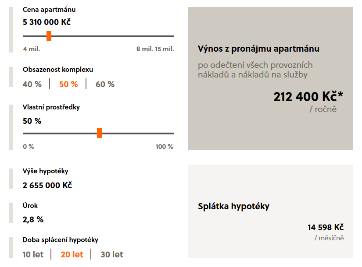 Cena apartmánu
5 310 000 Kč
4 mil.
8 mil. 15 mil.
Obsazenost komplexu
40 % | 50 % | 60 %
Vlastní prostředky
50 %
0 %
100 %
Výnos z pronájmu apartmánu
po odečtení všech provozních
nákladů a nákladů na služby
212 400 Kč*
/ ročně
Výše hypotéky
2 655 000 Kč
Úrok
2,8 %
Doba splácení hypotéky
10 let | 20 let | 30 let
Splátka hypotéky
14 598 Kč
/ měsíčně